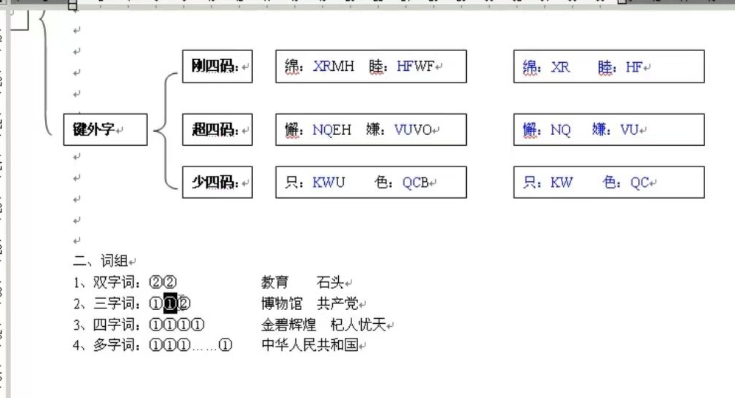 刚四码： 绵：XRMH 睦：HFWF 绵：XR 睦：HF
键外字 超四码： 懈：NQEH 嫌：VUVO 懈：NQ 嫌：VU
少四码： 只：KWU 色：QCB 只：KW 色：QC
二、词组
1、双字词：②② 教育 石头
2、三字词：①①② 博物馆 共产党
3、四字词：①①①① 金碧辉煌 杞人忧天
4、多字词：①①①……① 中华人民共和国